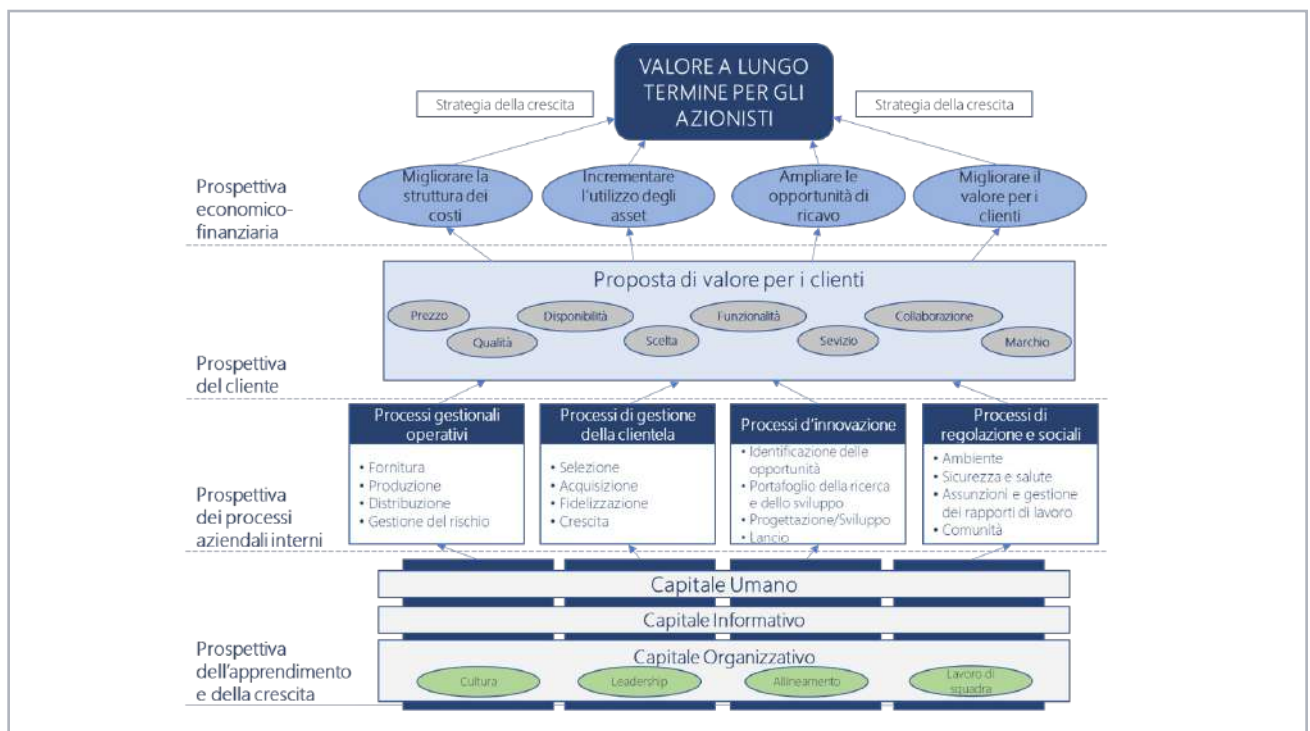 VALORE A LUNGO
TERMINE PER GLI
AZIONISTI
Strategia della crescita
Strategia della crescita
Prospettiva
economico-
finanziaria
Migliorare la
struttura dei
costi
Incrementare
l'utilizzo degli
asset
Ampliare le
opportunità di
ricavo
Migliorare il
valore per i
clienti
Proposta di valore per i clienti
Prezzo
Qualità
Disponibilità
Scelta
Funzionalità
Sevizio
Collaborazione
Marchio
Prospettiva
del cliente
Processi gestionali
operativi
• Fornitura
• Produzione
• Distribuzione
• Gestione del rischio
Processi di gestione
della clientela
• Selezione
• Acquisizione
• Fidelizzazione
• Crescita
Processi d'innovazione
• Identificazione delle
opportunità
• Portafoglio della ricerca
e dello sviluppo
• Progettazione/Sviluppo
• Lancio
Processi di
regolazione e sociali
• Ambiente
• Sicurezza e salute
• Assunzioni e gestione
dei rapporti di lavoro
• Comunità
Prospettiva
dei processi
aziendali interni
Capitale Umano
Capitale Informativo
Capitale Organizzativo
Cultura
Leadership
Allineamento
Lavoro di
squadra
Prospettiva
dell'apprendimento
e della crescita